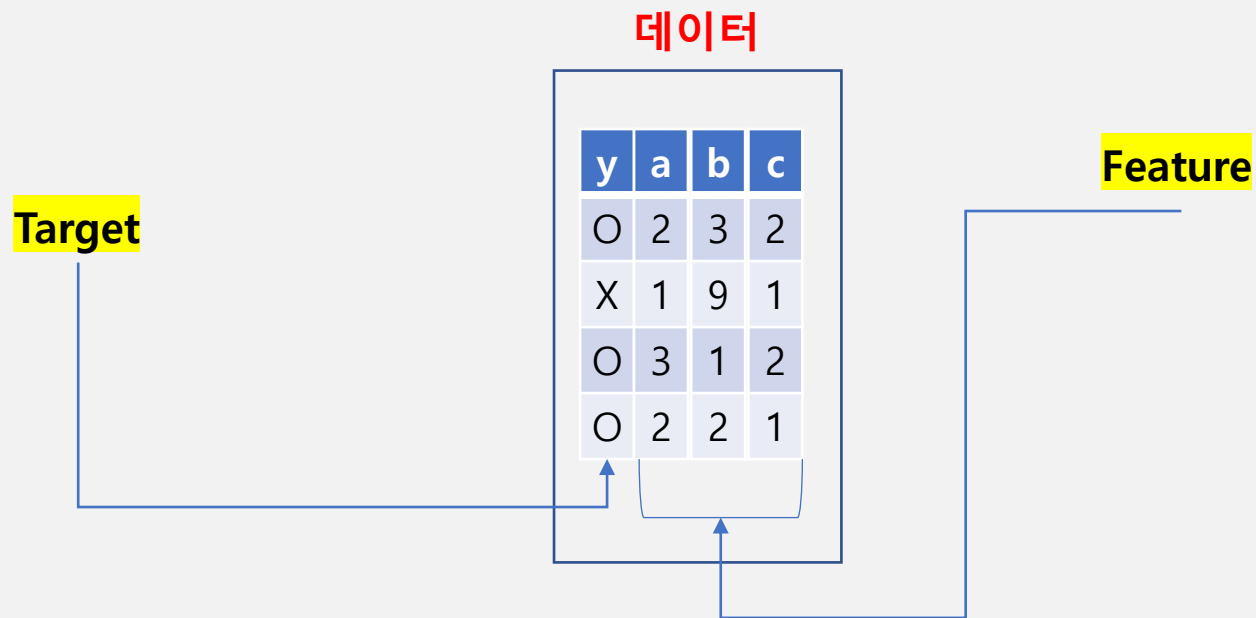 데이터
Target
Feature
y a b c
O 2 3 2
X 1 9 1
O 3 1 2
O 2 2 1